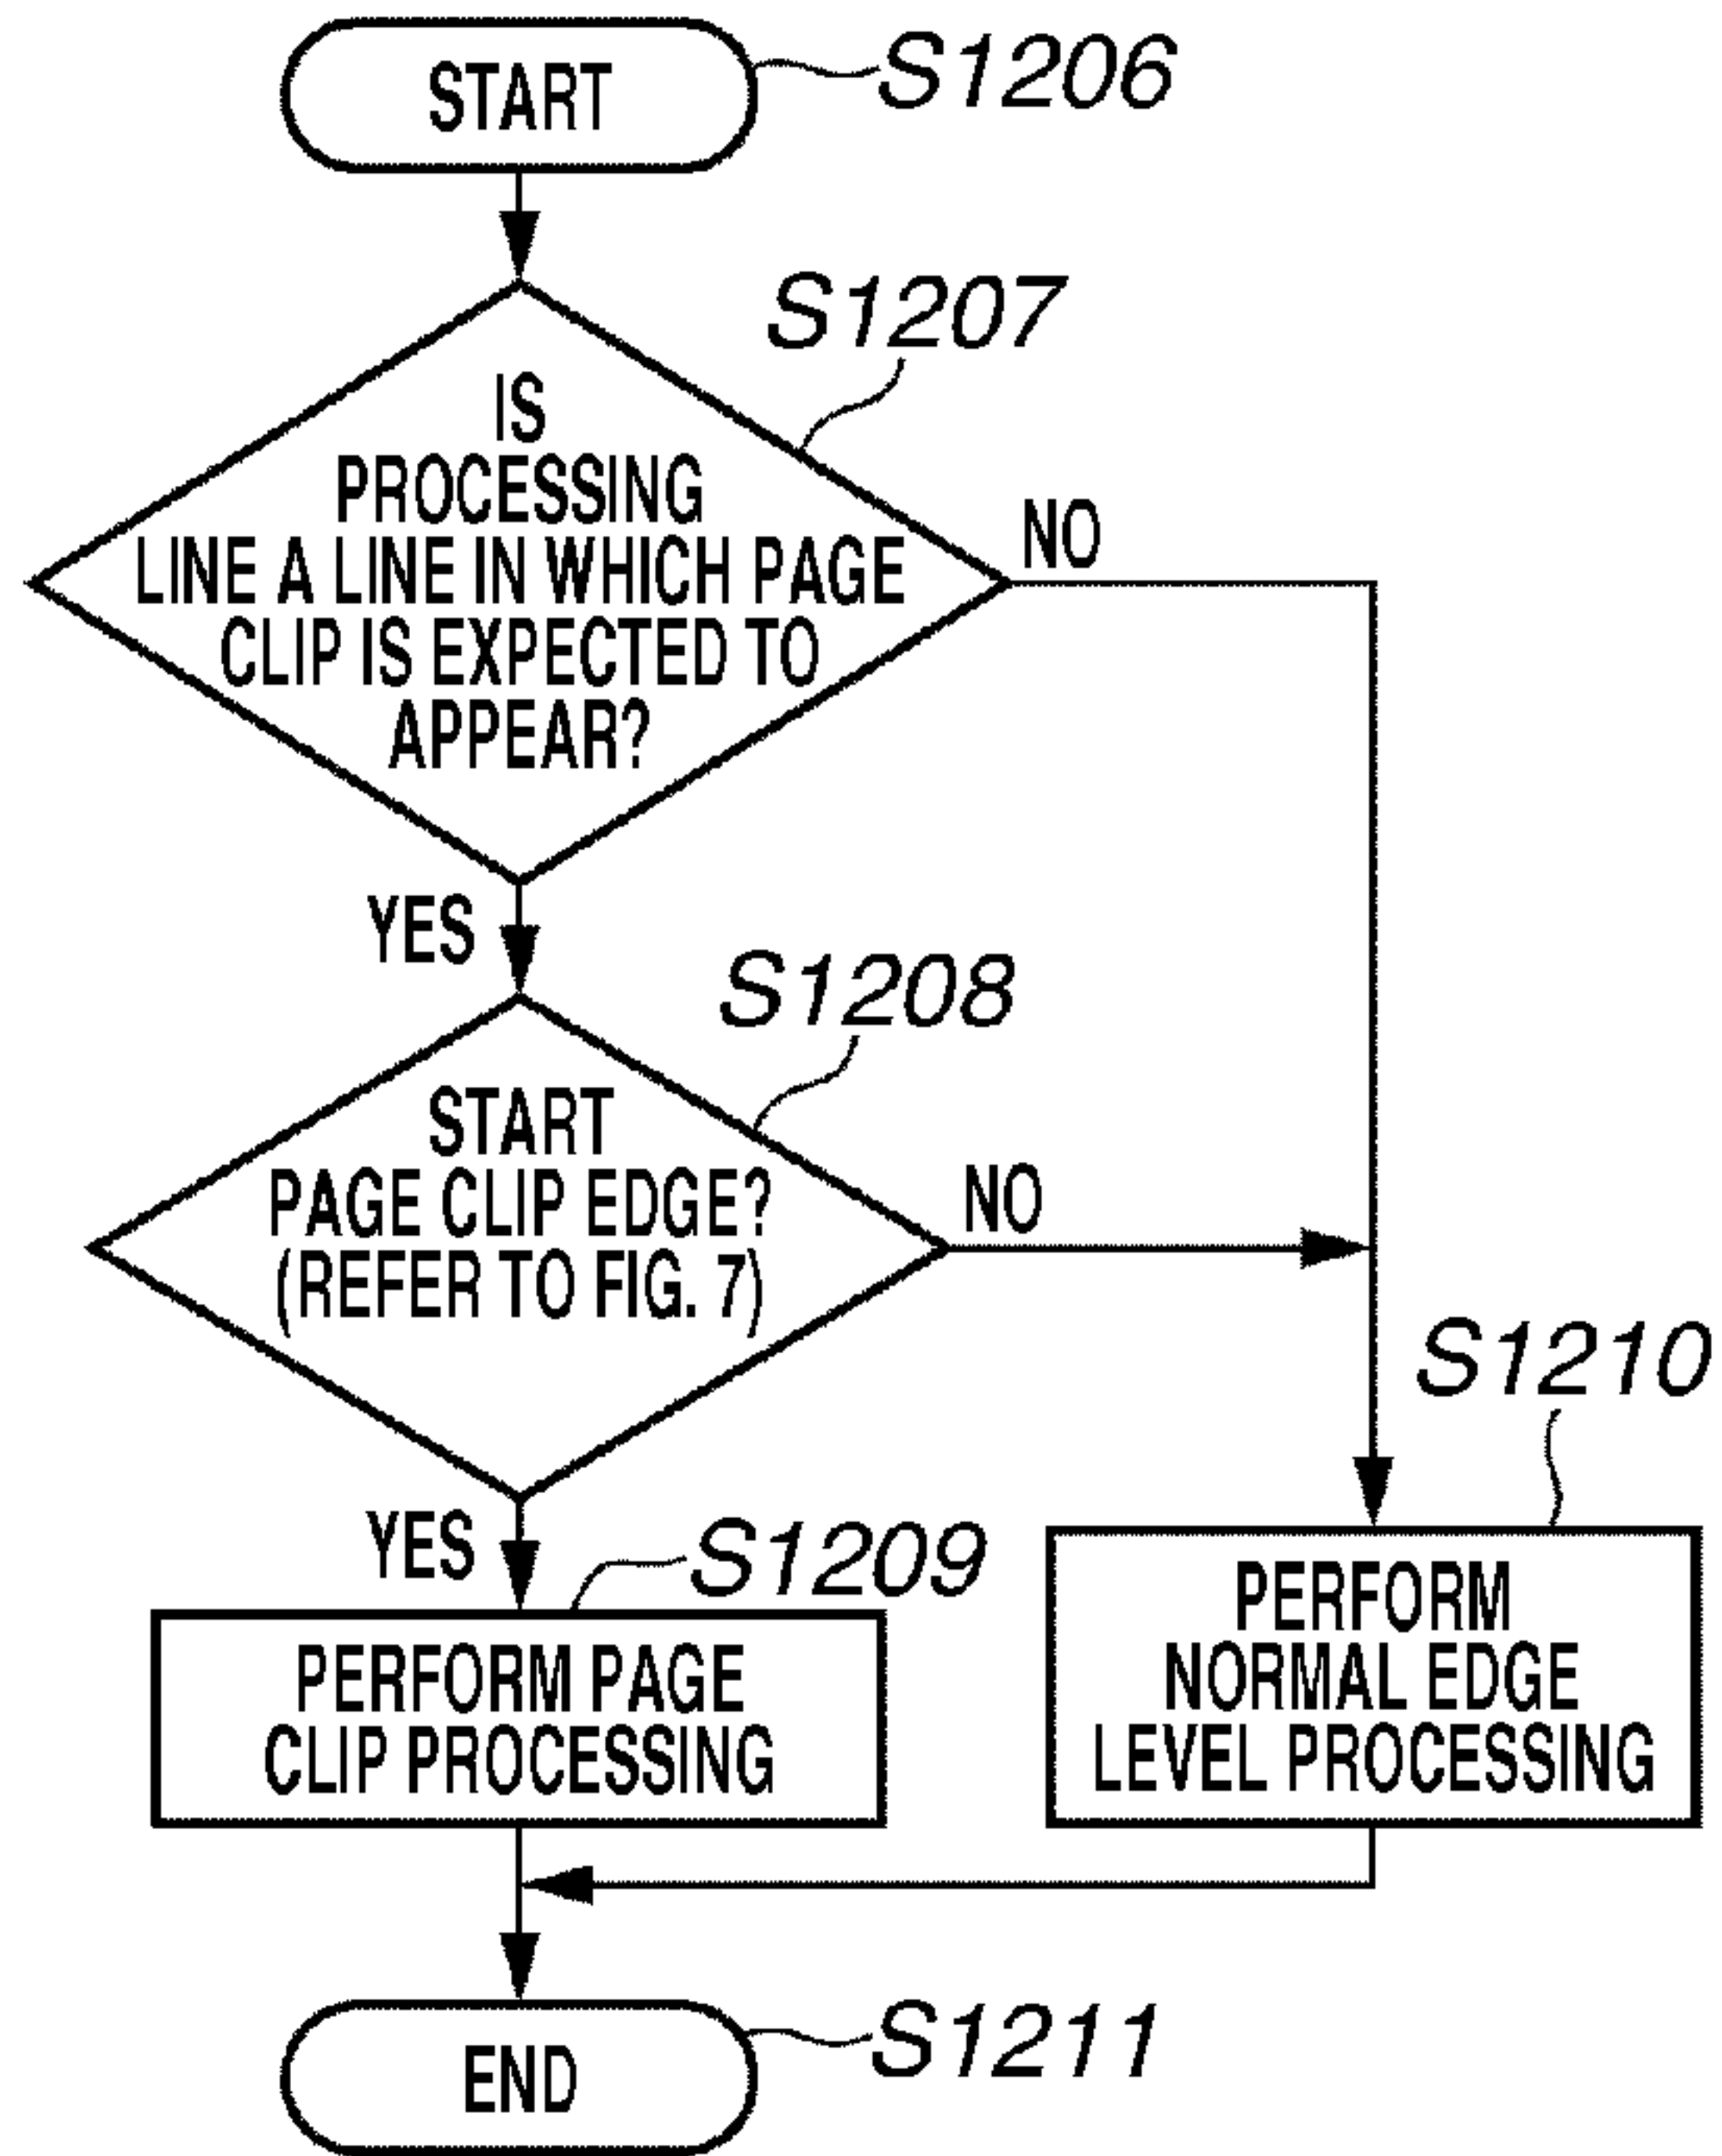 START
S1206
S1207
IS
PROCESSING
LINE A LINE IN WHICH PAGE
CLIP IS EXPECTED TO
APPEAR?
NO
YES
S1208
START
PAGE CLIP EDGE?
(REFER TO FIG. 7)
NO
YES
S1209
PERFORM PAGE
CLIP PROCESSING
S1210
PERFORM
NORMAL EDGE
LEVEL PROCESSING
END
S1211